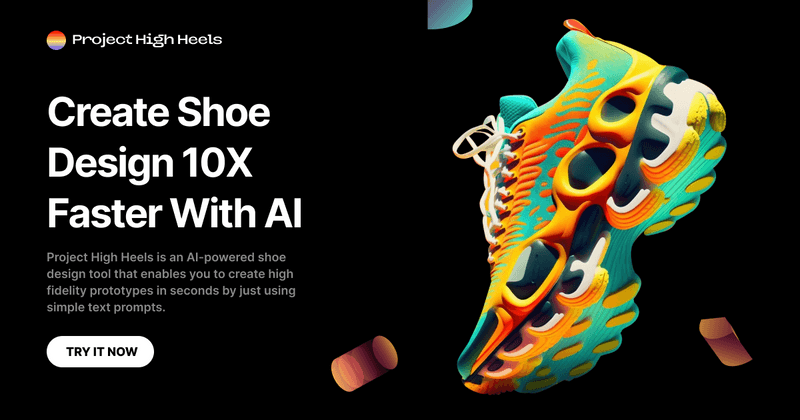 Project High Heels
Create Shoe
Design 10X
Faster With AI
Project High Heels is an AI-powered shoe
design tool that enables you to create high
fidelity prototypes in seconds by just using
simple text prompts.
TRY IT NOW